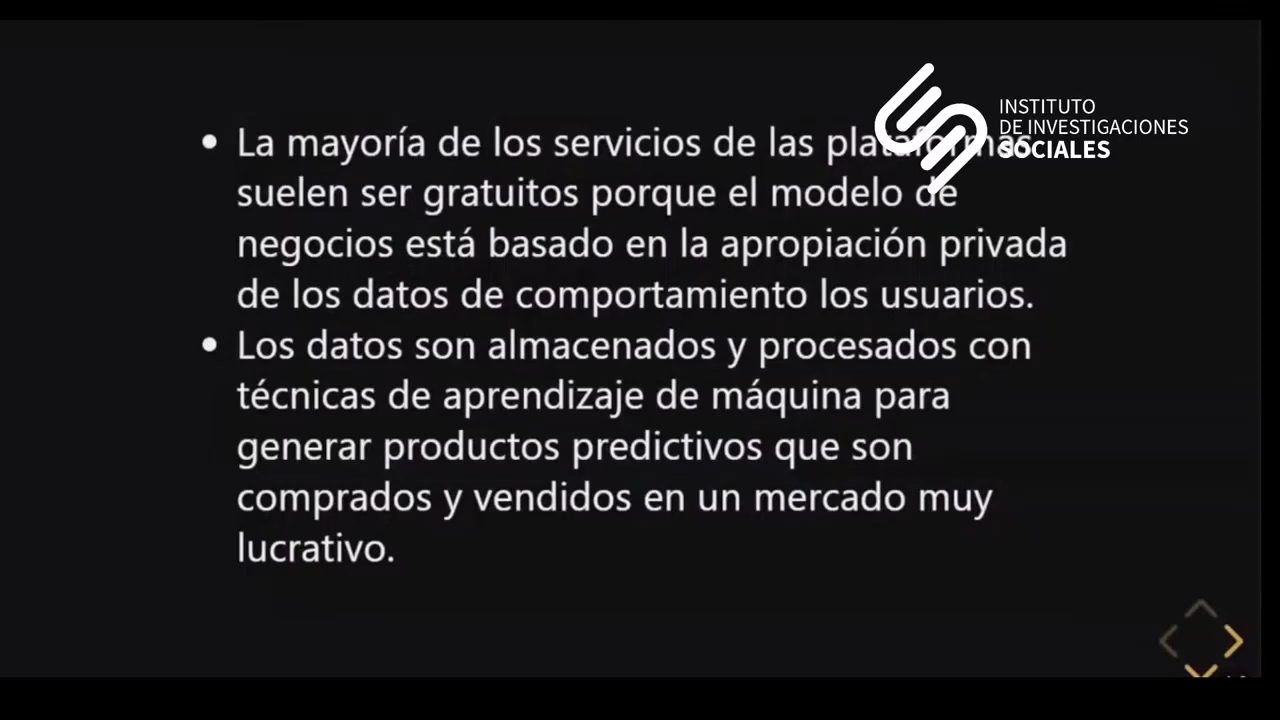 INSTITUTO
DE INVESTIGACIONES
SOCIALES
• La mayoría de los servicios de las plataformas
suelen ser gratuitos porque el modelo de
negocios está basado en la apropiación privada
de los datos de comportamiento los usuarios.
• Los datos son almacenados y procesados con
técnicas de aprendizaje de máquina para
generar productos predictivos que son
comprados y vendidos en un mercado muy
lucrativo.